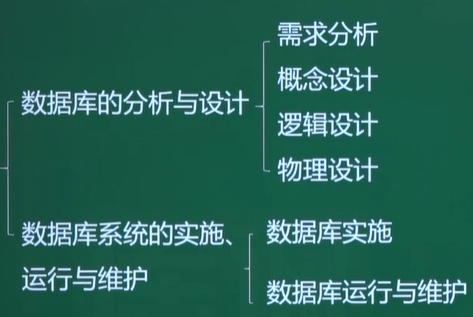 需求分析
概念设计
数据库的分析与设计
逻辑设计
物理设计
数据库系统的实施、
运行与维护
数据库实施
数据库运行与维护